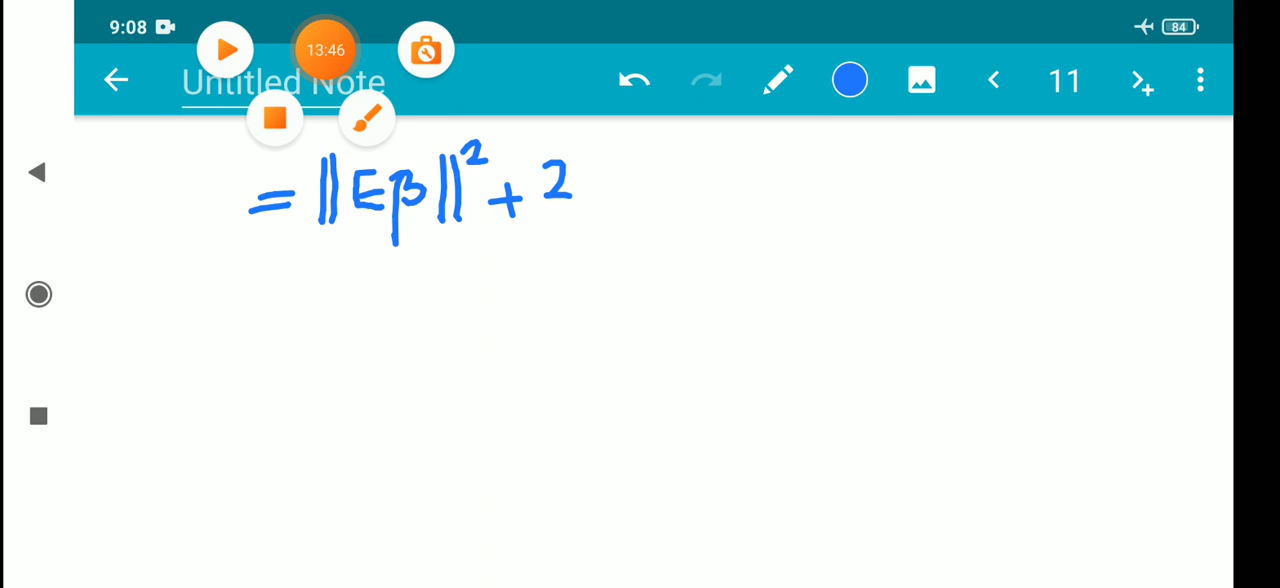 9:08 84
13:46
Untitled Note 11
= ||Eβ||² + 2